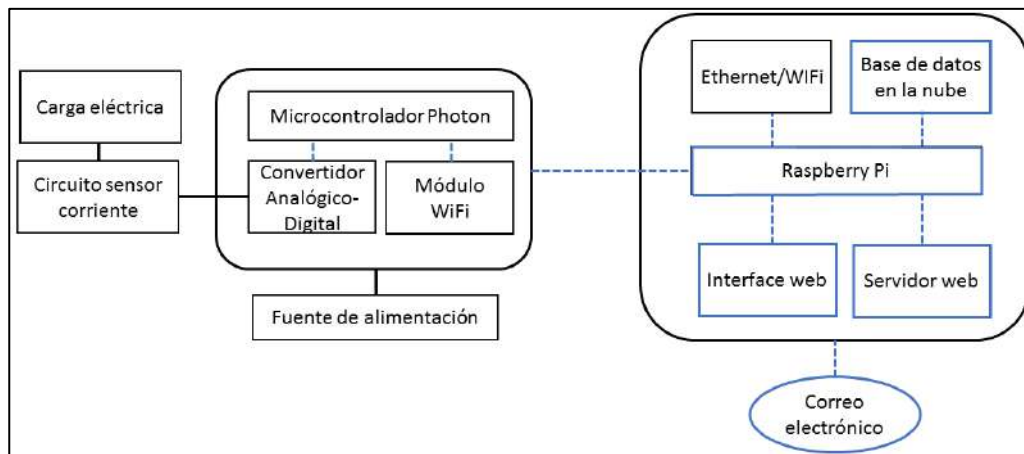 Carga eléctrica
Circuito sensor
corriente
Microcontrolador Photon
Convertidor
Analógico-
Digital
Módulo
WiFi
Fuente de alimentación
Ethernet/WIFi
Base de datos
en la nube
Raspberry Pi
Interface web
Servidor web
Correo
electrónico